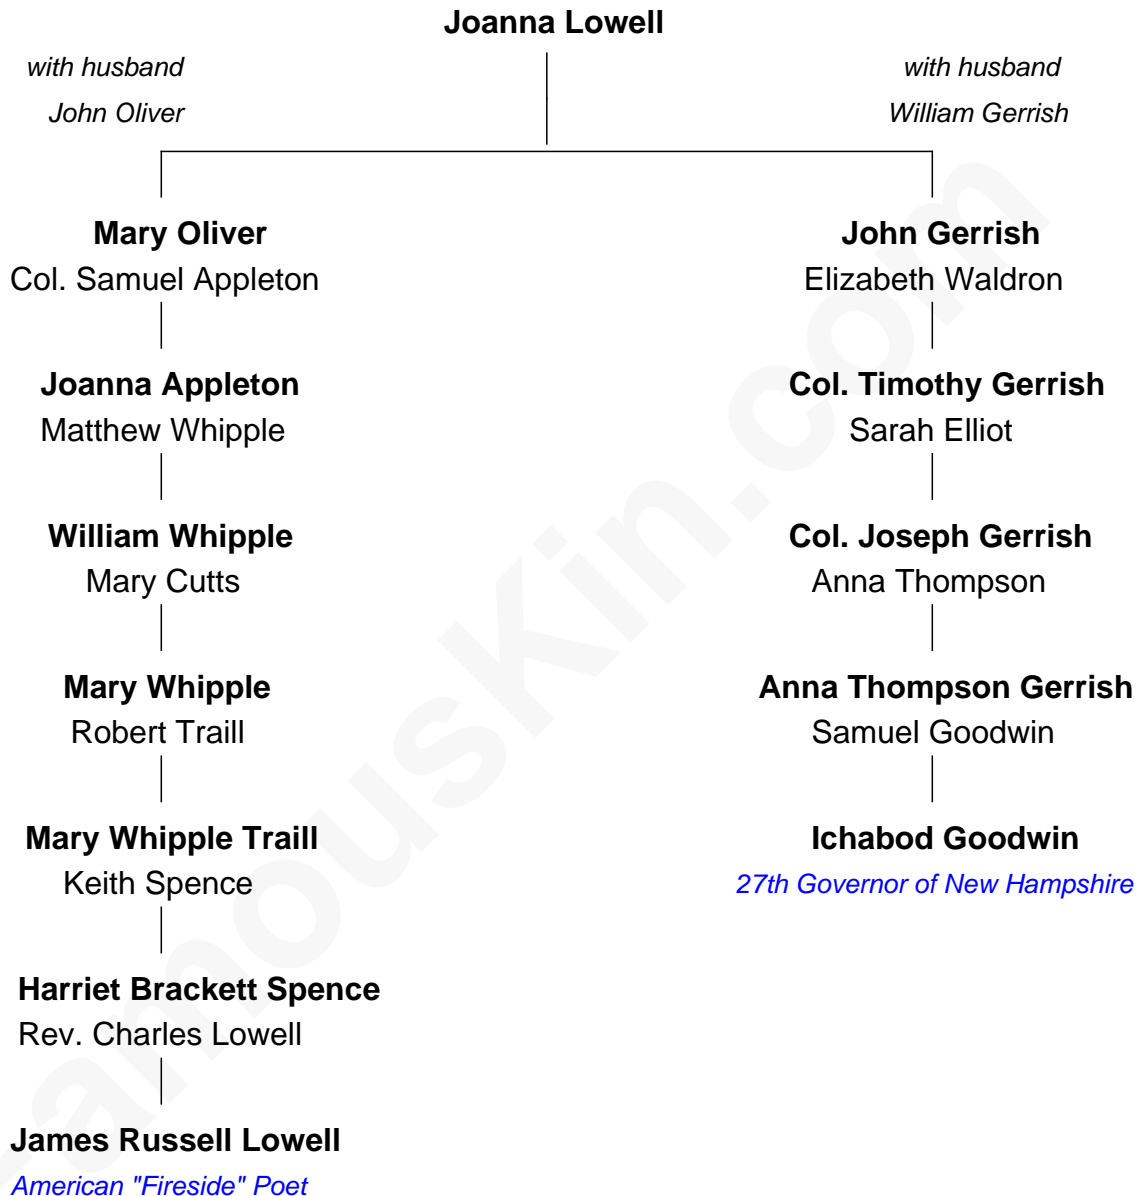 Joanna Lowell
with husband
John Oliver
with husband
William Gerrish
Mary Oliver
Col. Samuel Appleton
Joanna Appleton
Matthew Whipple
William Whipple
Mary Cutts
Mary Whipple
Robert Traill
Mary Whipple Traill
Keith Spence
Harriet Brackett Spence
Rev. Charles Lowell
James Russell Lowell
American "Fireside" Poet
John Gerrish
Elizabeth Waldron
Col. Timothy Gerrish
Sarah Elliot
Col. Joseph Gerrish
Anna Thompson
Anna Thompson Gerrish
Samuel Goodwin
Ichabod Goodwin
27th Governor of New Hampshire
FamousKin.com